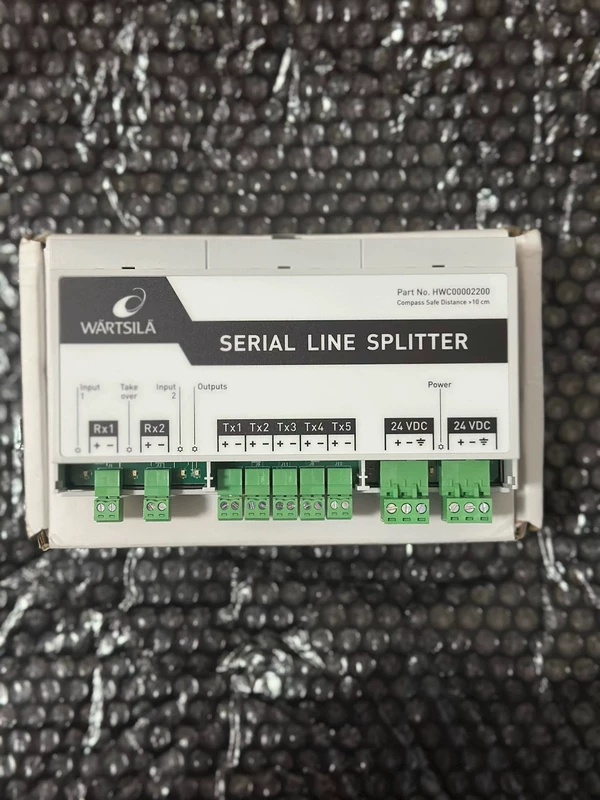 Part No. HWC00002200
Compass Safe Distance >10 cm
WÄRTSILÄ
SERIAL LINE SPLITTER
Input 1
Take over
Input 2
Outputs
Power
Rx1 Rx2 Tx1 Tx2 Tx3 Tx4 Tx5 24 VDC 24 VDC
+ - + - + - + - + - + - + - + - ⏚ + - ⏚